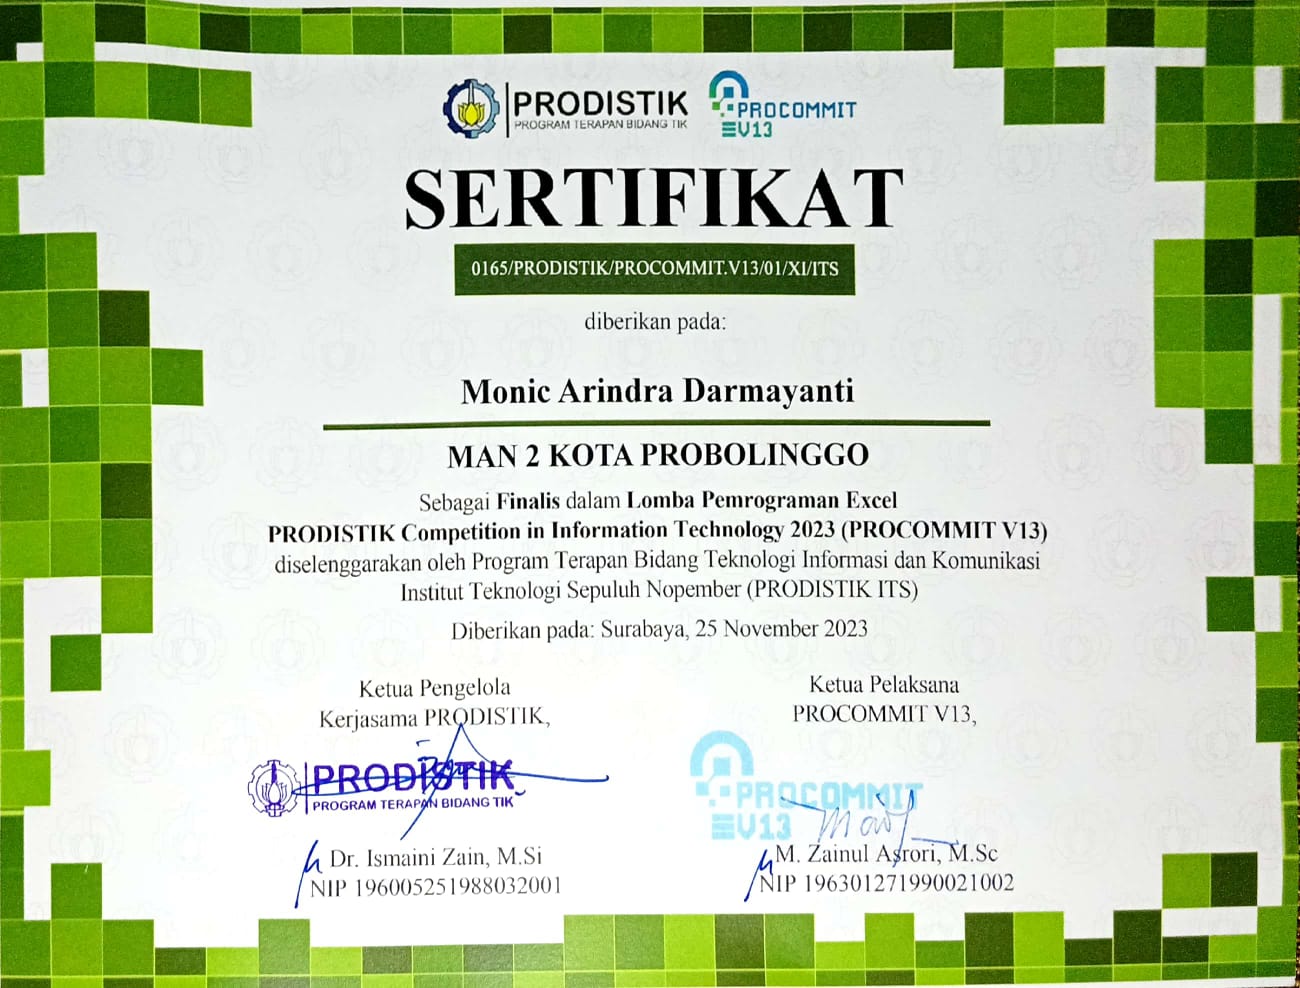 PRODISTIK
PROGRAM TERAPAN BIDANG TIK
PROCOMMIT
V13
SERTIFIKAT
0165/PRODISTIK/PROCOMMIT.V13/01/XI/ITS
diberikan pada:
Monic Arindra Darmayanti
MAN 2 KOTA PROBOLINGGO
Sebagai Finalis dalam Lomba Pemrograman Excel
PRODISTIK Competition in Information Technology 2023 (PROCOMMIT V13)
diselenggarakan oleh Program Terapan Bidang Teknologi Informasi dan Komunikasi
Institut Teknologi Sepuluh Nopember (PRODISTIK ITS)
Diberikan pada: Surabaya, 25 November 2023
Ketua Pengelola
Kerjasama PRODISTIK,
PRODISTIK
PROGRAM TERAPAN BIDANG TIK
Dr. Ismaini Zain, M.Si
NIP 196005251988032001
Ketua Pelaksana
PROCOMMIT V13,
PROCOMMIT
V13
M. Zainul Asrori, M.Sc
NIP 196301271990021002